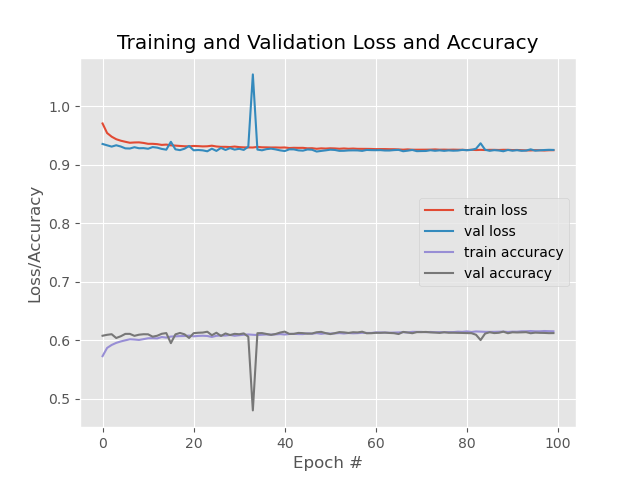 Training and Validation Loss and Accuracy
1.0
0.9
0.8
0.7
0.6
0.5
Loss/Accuracy
train loss
val loss
train accuracy
val accuracy
0
20
40
60
80
100
Epoch #